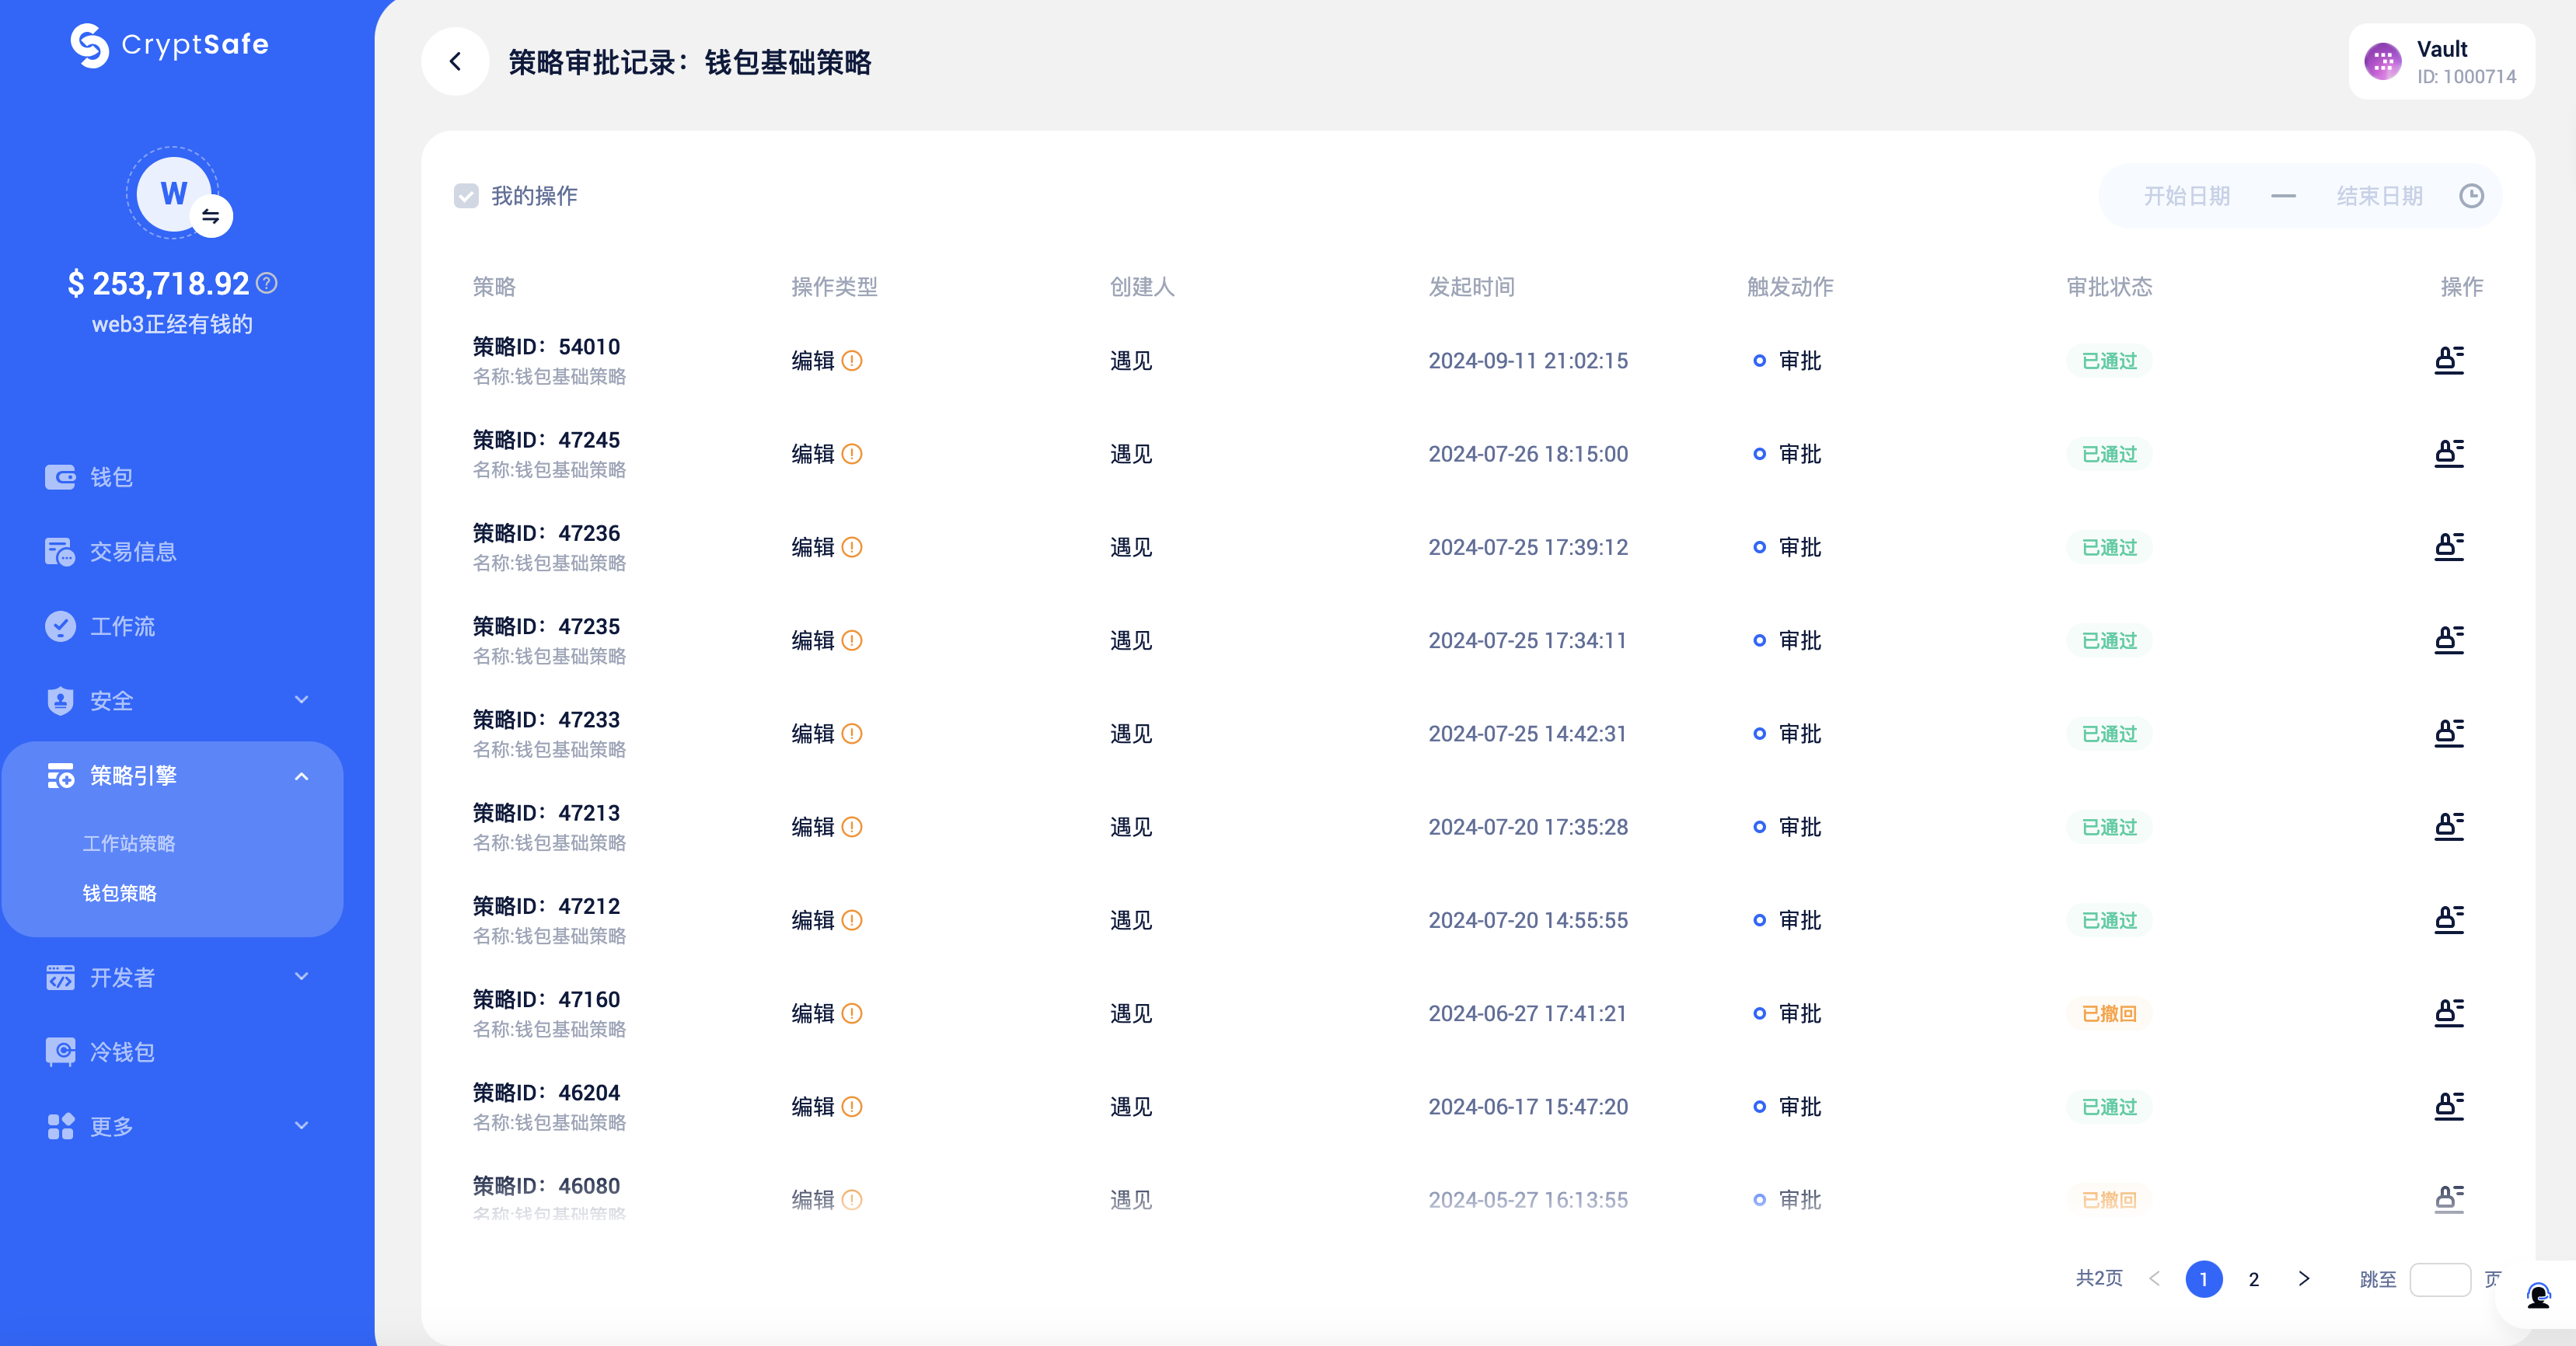 CryptSafe
W
$ 253,718.92
web3正经有钱的
钱包
交易信息
工作流
安全
策略引擎
工作站策略
钱包策略
开发者
冷钱包
更多
策略审批记录：钱包基础策略
Vault
ID: 1000714
我的操作
开始日期 — 结束日期
策略 操作类型 创建人 发起时间 触发动作 审批状态 操作
策略ID：54010
名称:钱包基础策略
编辑 遇见 2024-09-11 21:02:15 审批 已通过
策略ID：47245
名称:钱包基础策略
编辑 遇见 2024-07-26 18:15:00 审批 已通过
策略ID：47236
名称:钱包基础策略
编辑 遇见 2024-07-25 17:39:12 审批 已通过
策略ID：47235
名称:钱包基础策略
编辑 遇见 2024-07-25 17:34:11 审批 已通过
策略ID：47233
名称:钱包基础策略
编辑 遇见 2024-07-25 14:42:31 审批 已通过
策略ID：47213
名称:钱包基础策略
编辑 遇见 2024-07-20 17:35:28 审批 已通过
策略ID：47212
名称:钱包基础策略
编辑 遇见 2024-07-20 14:55:55 审批 已通过
策略ID：47160
名称:钱包基础策略
编辑 遇见 2024-06-27 17:41:21 审批 已撤回
策略ID：46204
名称:钱包基础策略
编辑 遇见 2024-06-17 15:47:20 审批 已通过
策略ID：46080
名称:钱包基础策略
编辑 遇见 2024-05-27 16:13:55 审批 已撤回
共2页 < 1 2 > 跳至 页